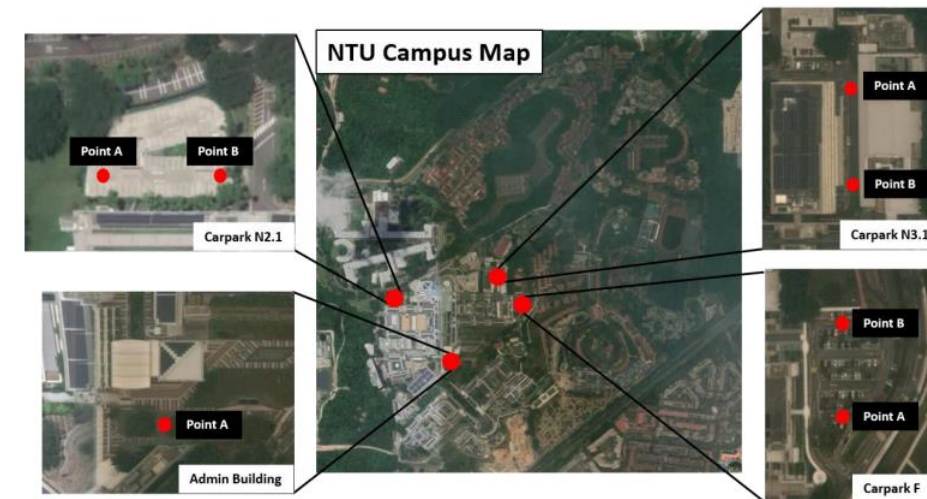 NTU Campus Map
Point A
Point B
Carpark N2.1
Point A
Point B
Carpark N3.1
Point A
Admin Building
Point B
Point A
Carpark F